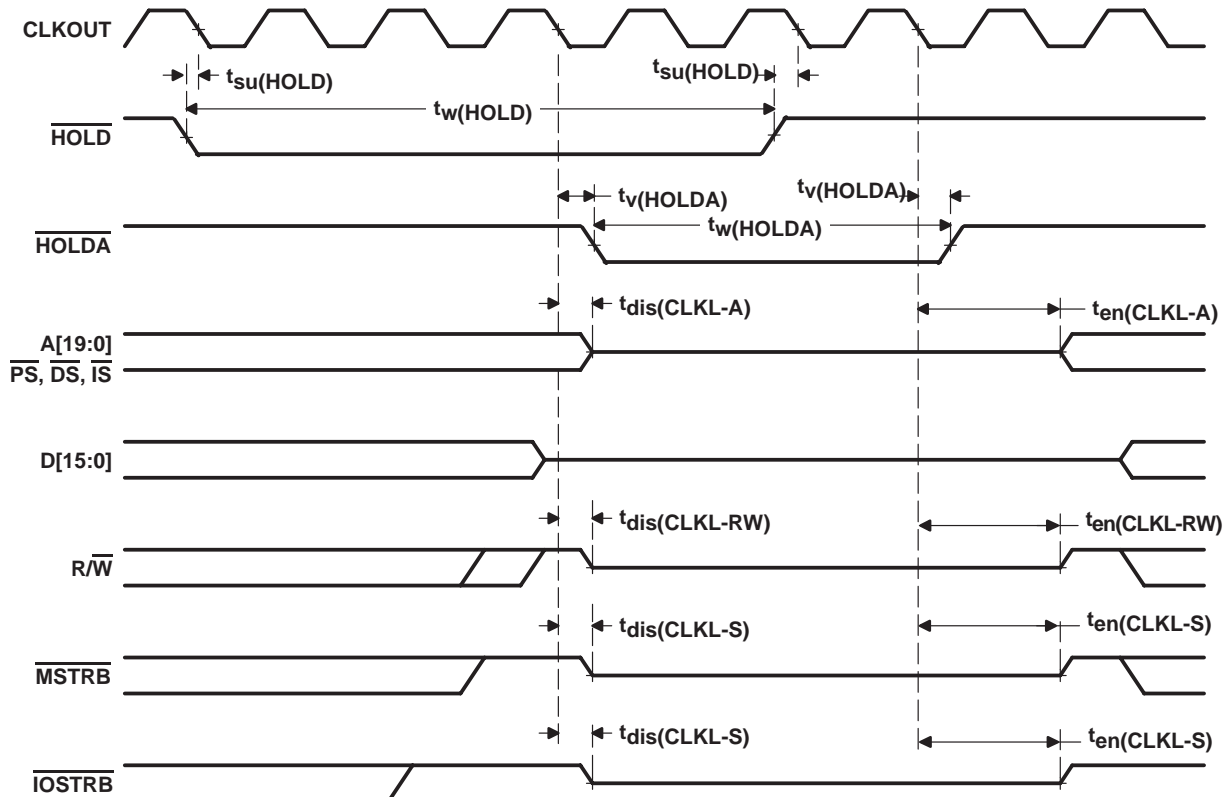 CLKOUT
tsu(HOLD)
tsu(HOLD)
tw(HOLD)
HOLD
tv(HOLDA)
tv(HOLDA)
tw(HOLDA)
HOLDA
tdis(CLKL-A)
ten(CLKL-A)
A[19:0]
PS, DS, IS
D[15:0]
tdis(CLKL-RW)
ten(CLKL-RW)
R/W
tdis(CLKL-S)
ten(CLKL-S)
MSTRB
tdis(CLKL-S)
ten(CLKL-S)
IOSTRB